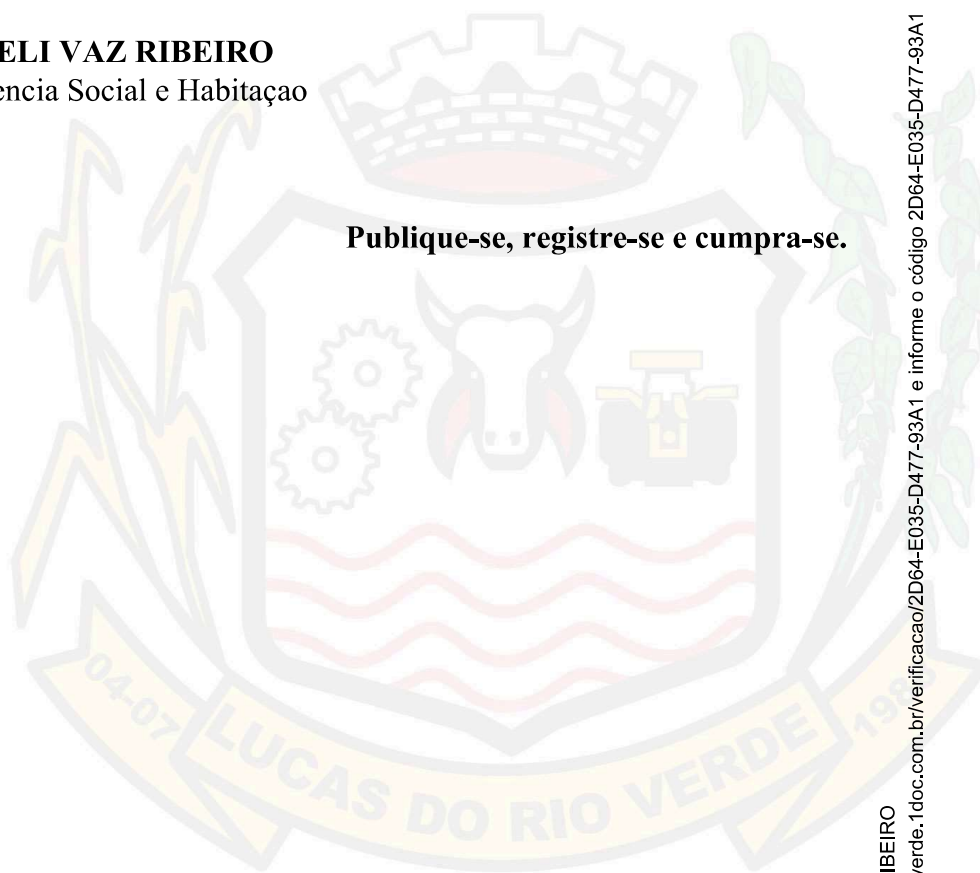 ELI VAZ RIBEIRO
encia Social e Habitaçao
Publique-se, registre-se e cumpra-se.
04-07
LUCAS DO RIO VERDE
IBEIRO
verde.1doc.com.br/verificacao/2D64-E035-D477-93A1 e informe o código 2D64-E035-D477-93A1